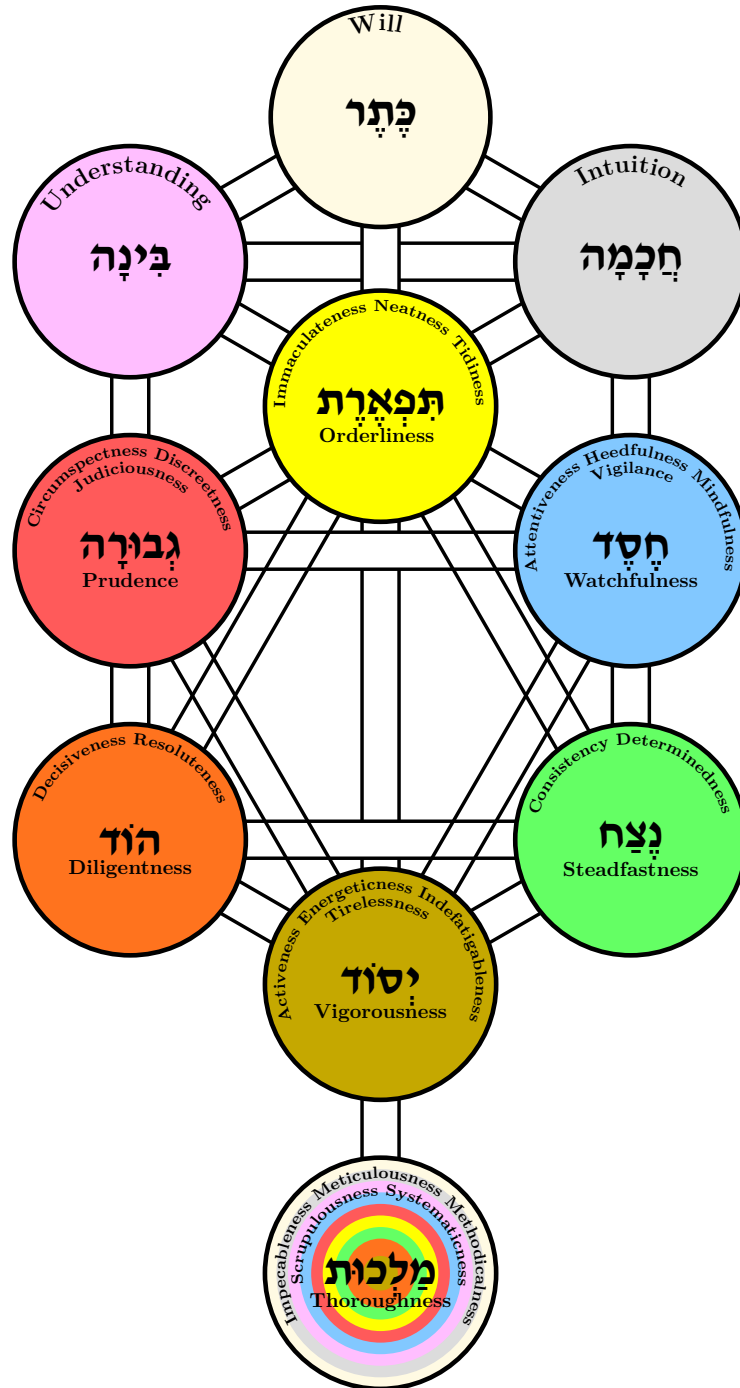 Will
כֶּתֶר
Understanding
בִּינָה
Intuition
חֲכָמָה
Immaculateness Neatness Tidiness
תִּפְאֶרֶת
Orderliness
Circumspectness Discreetness
Judiciousness
גְּבוּרָה
Prudence
Attentiveness Heedfulness Mindfulness
Vigilance
חֶסֶד
Watchfulness
Decisiveness Resoluteness
הוֹד
Diligentness
Consistency Determinedness
נֶצַח
Steadfastness
Activeness Energeticness Indefatigableness
Tirelessness
יְסוֹד
Vigorousness
Impecableness Meticulousness Methodicalness
Scrupulousness Systematicness
מַלְכוּת
Thoroughness